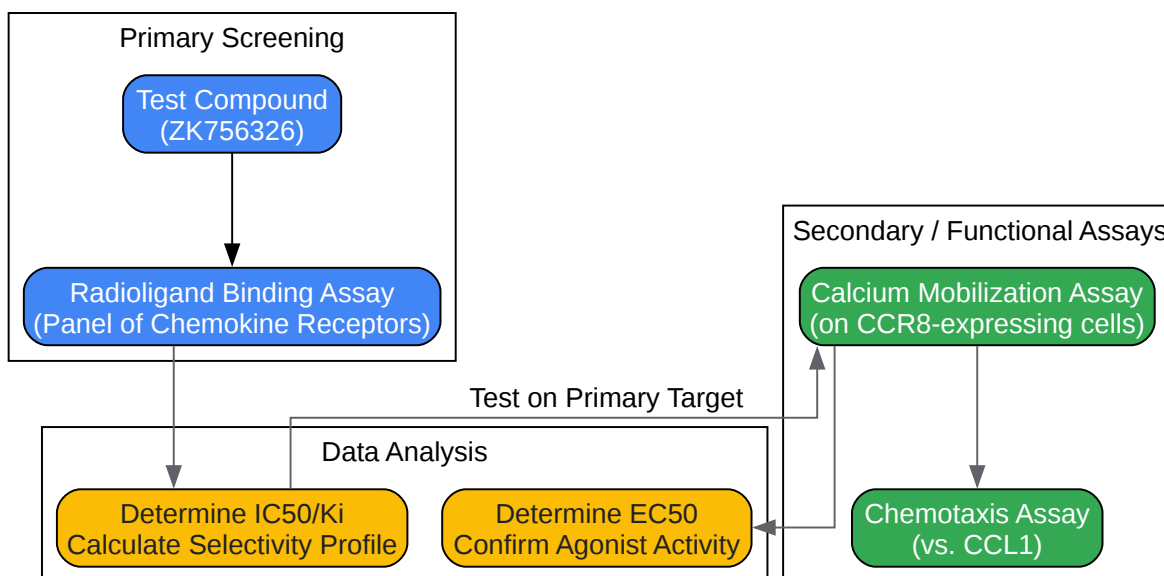 Primary Screening
Test Compound
(ZK756326)
Radioligand Binding Assay
(Panel of Chemokine Receptors)
Secondary / Functional Assays
Calcium Mobilization Assay
(on CCR8-expressing cells)
Test on Primary Target
Data Analysis
Determine IC50/Ki
Calculate Selectivity Profile
Determine EC50
Confirm Agonist Activity
Chemotaxis Assay
(vs. CCL1)